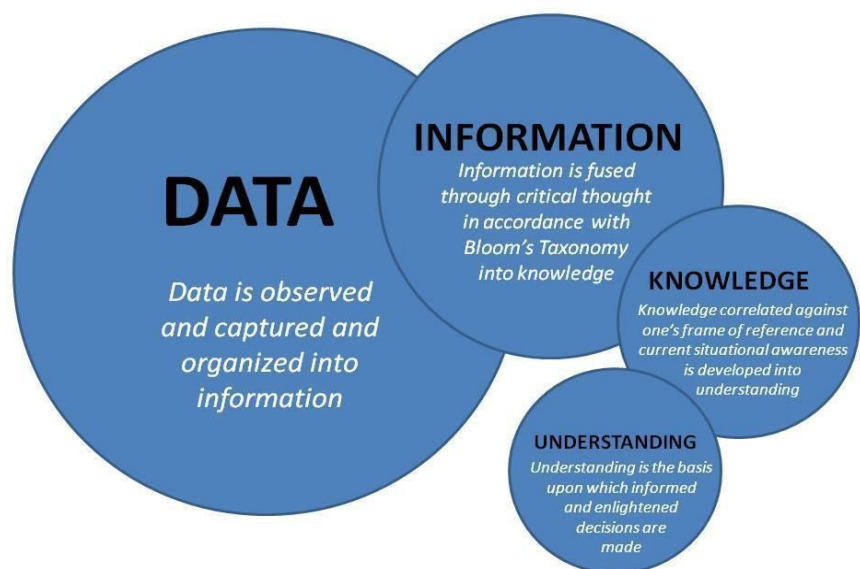 DATA
Data is observed
and captured and
organized into
information
INFORMATION
Information is fused
through critical thought
in accordance with
Bloom's Taxonomy
into knowledge
KNOWLEDGE
Knowledge correlated against
one's frame of reference and
current situational awareness
is developed into
understanding
UNDERSTANDING
Understanding is the basis
upon which informed
and enlightened
decisions are
made